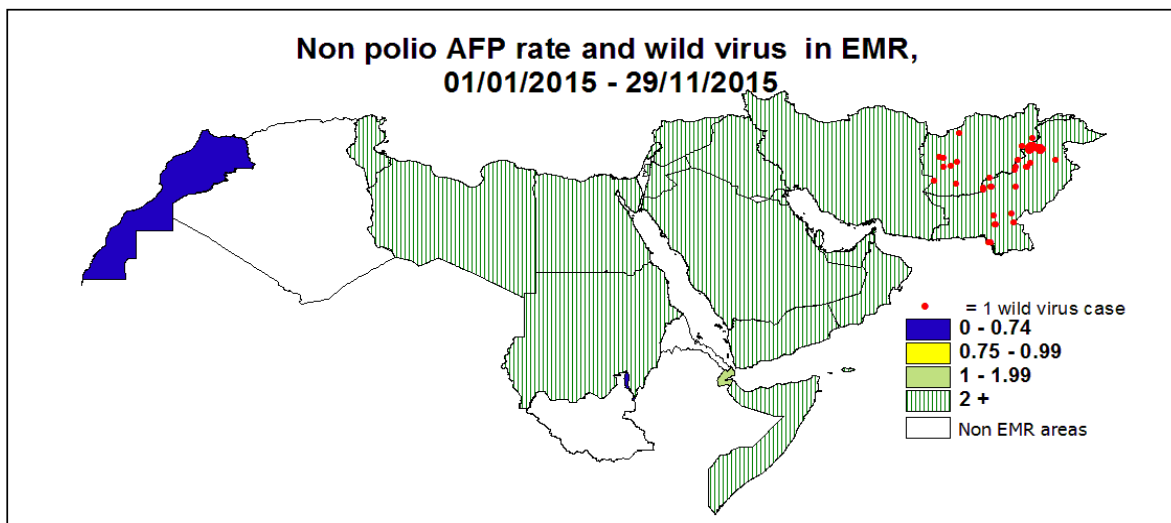 Non polio AFP rate and wild virus in EMR,
01/01/2015 - 29/11/2015
= 1 wild virus case
0 - 0.74
0.75 - 0.99
1 - 1.99
2 +
Non EMR areas